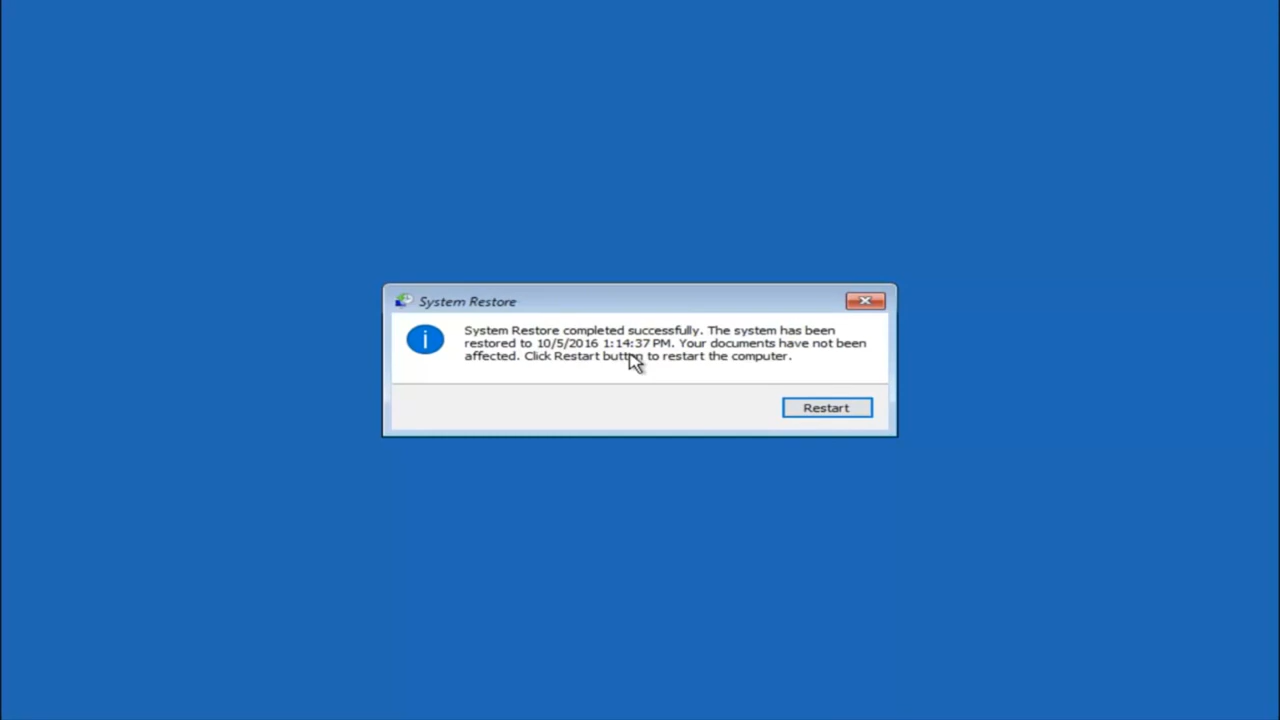 System Restore
System Restore completed successfully. The system has been
restored to 10/5/2016 1:14:37 PM. Your documents have not been
affected. Click Restart button to restart the computer.
Restart